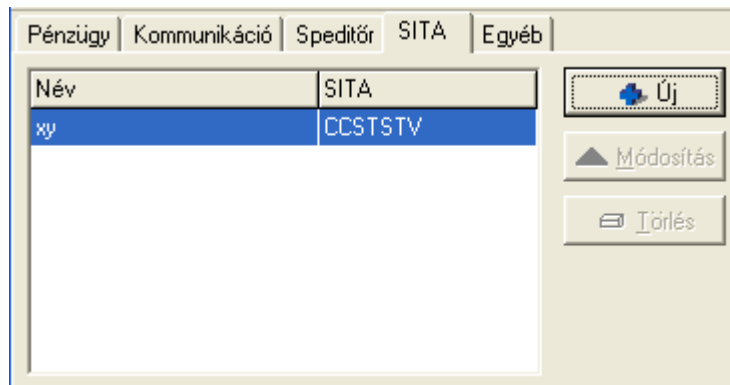 Pénzügy Kommunikáció Speditőr SITA Egyéb
Név SITA
xy CCSTSTV
Új
Módosítás
Törlés